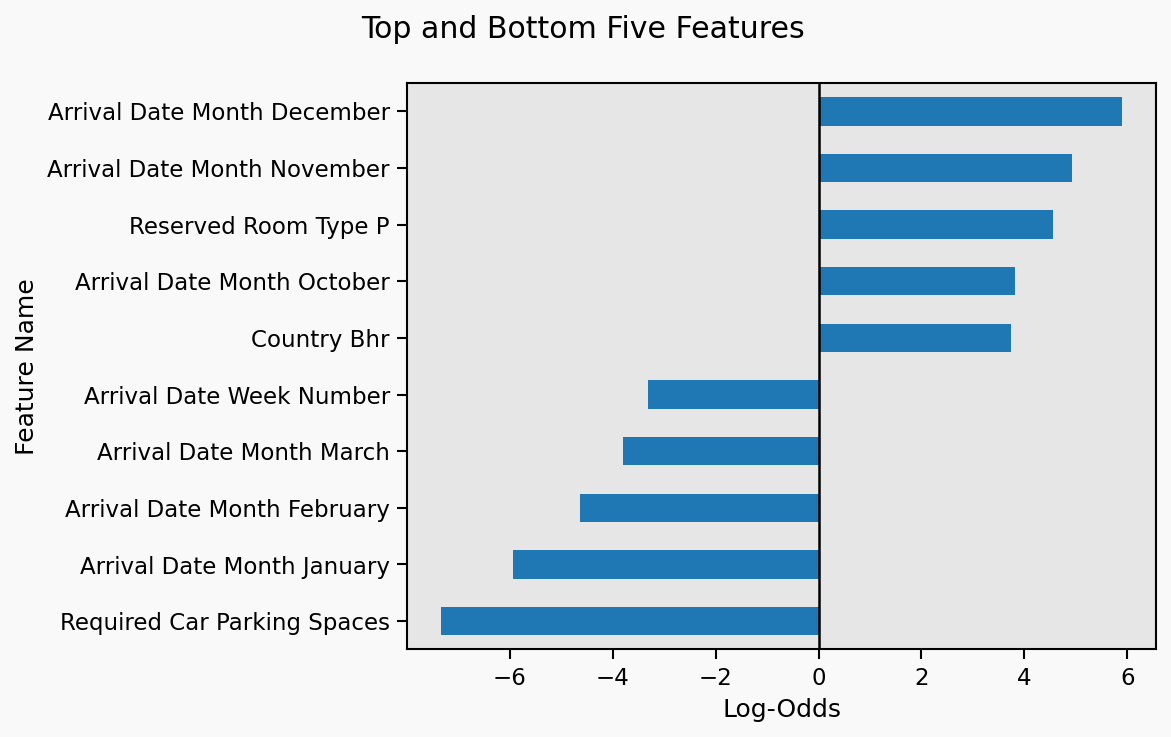 Top and Bottom Five Features
Arrival Date Month December
Arrival Date Month November
Reserved Room Type P
Arrival Date Month October
Country Bhr
Arrival Date Week Number
Arrival Date Month March
Arrival Date Month February
Arrival Date Month January
Required Car Parking Spaces
Feature Name
−6 −4 −2 0 2 4 6
Log-Odds